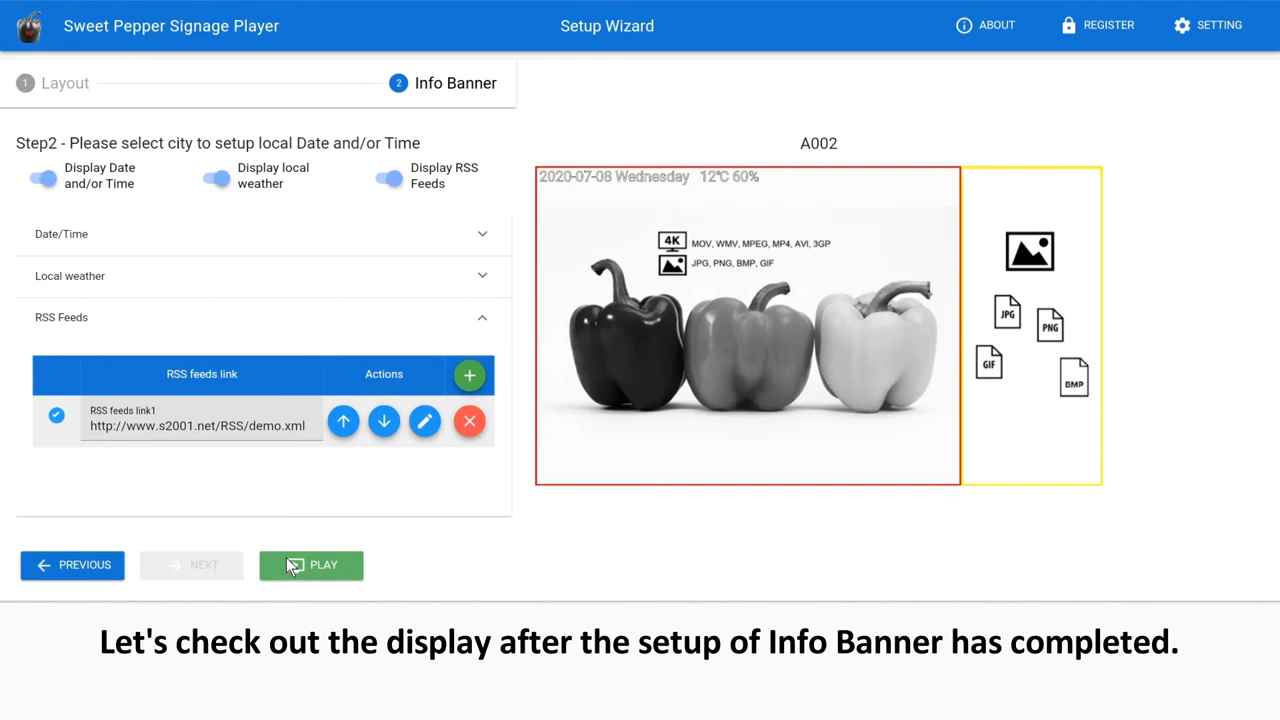 Sweet Pepper Signage Player
Setup Wizard
ABOUT
REGISTER
SETTING
1 Layout
2 Info Banner
Step2 - Please select city to setup local Date and/or Time
Display Date
and/or Time
Display local
weather
Display RSS
Feeds
Date/Time
Local weather
RSS Feeds
RSS feeds link
Actions
RSS feeds link1
http://www.s2001.net/RSS/demo.xml
PREVIOUS
NEXT
PLAY
A002
2020-07-08 Wednesday 12℃ 60%
4K MOV, WMV, MPEG, MP4, AVI, 3GP
JPG, PNG, BMP, GIF
JPG
PNG
GIF
BMP
Let's check out the display after the setup of Info Banner has completed.